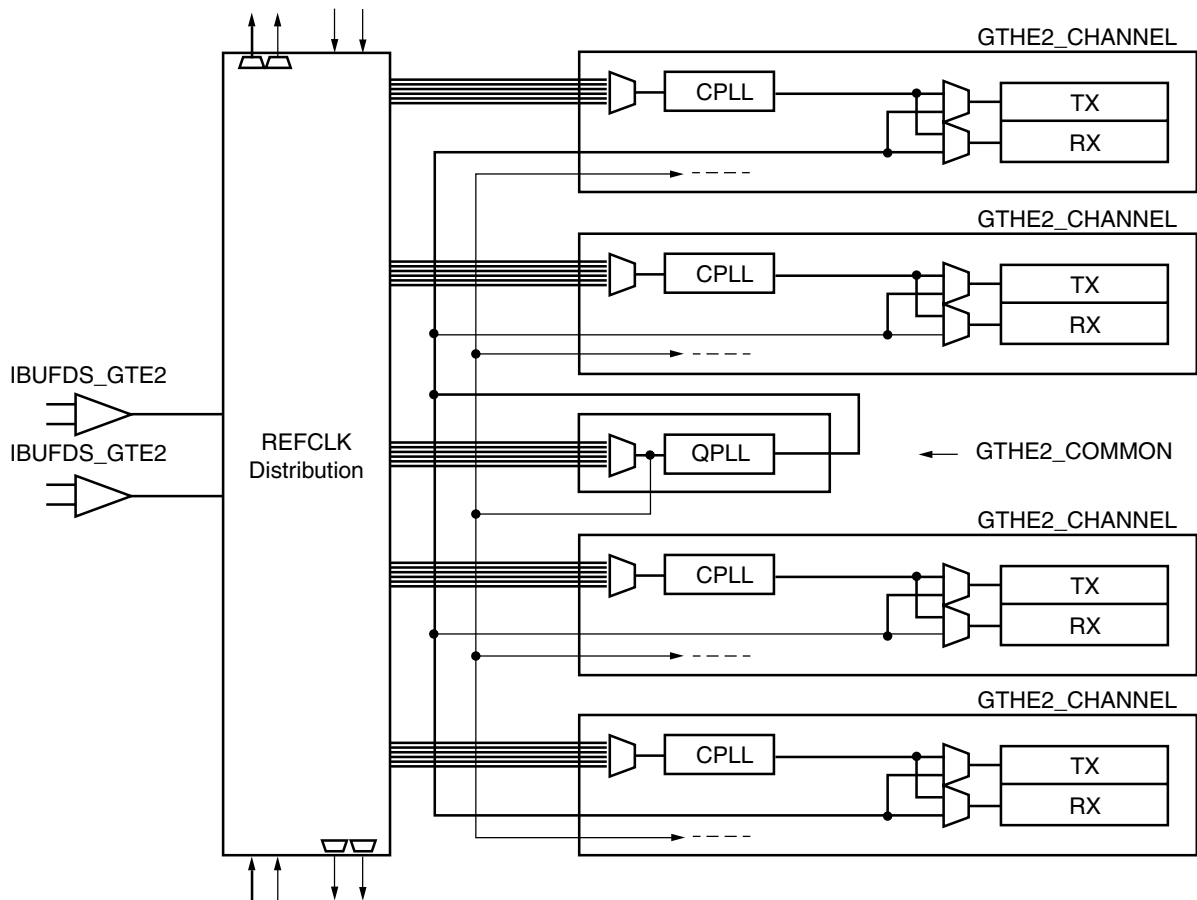 GTHE2_CHANNEL
CPLL
TX
RX
GTHE2_CHANNEL
CPLL
TX
RX
IBUFDS_GTE2
IBUFDS_GTE2
REFCLK
Distribution
QPLL
GTHE2_COMMON
GTHE2_CHANNEL
CPLL
TX
RX
GTHE2_CHANNEL
CPLL
TX
RX